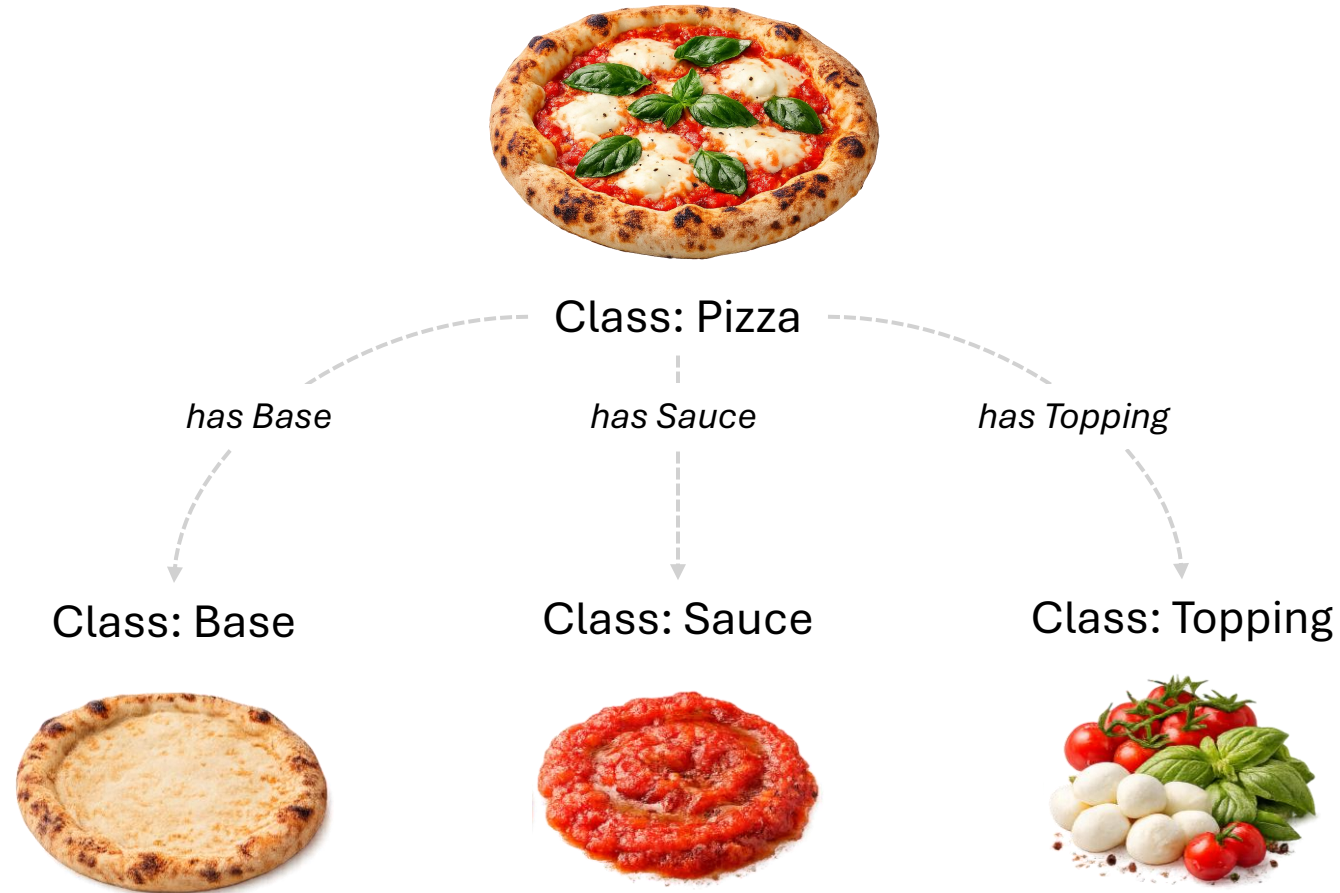 Class: Pizza
has Base
has Sauce
has Topping
Class: Base
Class: Sauce
Class: Topping